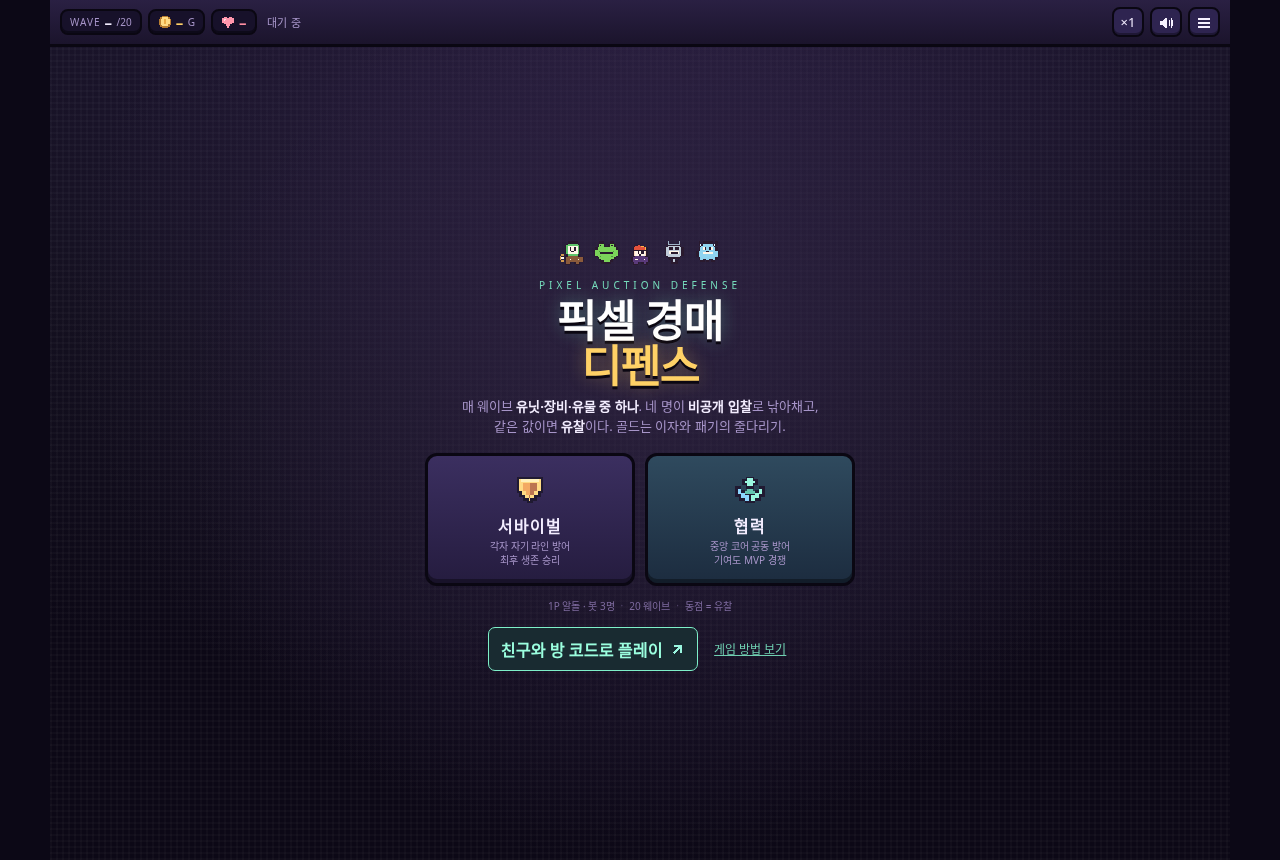 WAVE – /20
– G
–
대기 중
×1
PIXEL AUCTION DEFENSE
픽셀 경매
디펜스
매 웨이브 유닛·장비·유물 중 하나. 네 명이 비공개 입찰로 낚아채고,
같은 값이면 유찰이다. 골드는 이자와 패기의 줄다리기.
서바이벌
각자 자기 라인 방어
최후 생존 승리
협력
중앙 코어 공동 방어
기여도 MVP 경쟁
1P 알돌 · 봇 3명 · 20 웨이브 · 동점 = 유찰
친구와 방 코드로 플레이
게임 방법 보기